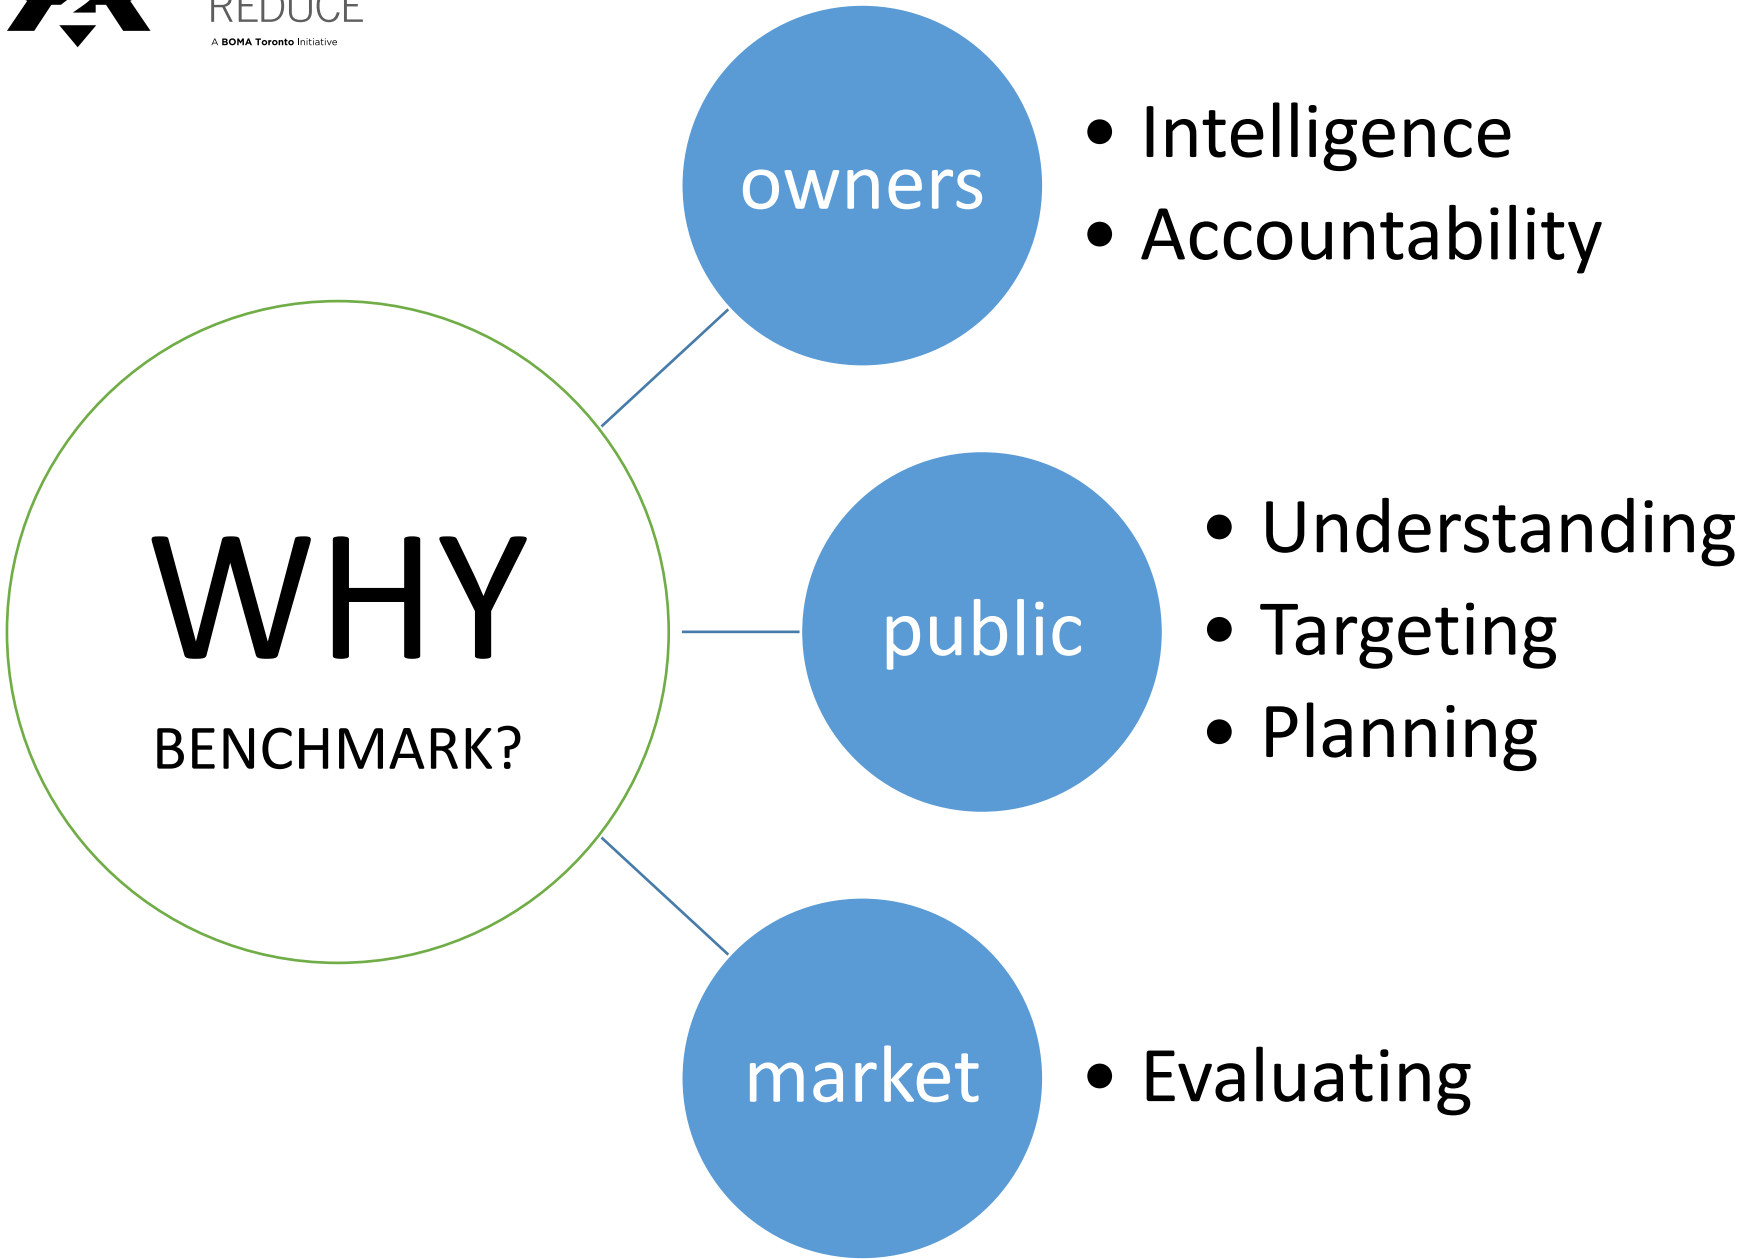 REDUCE
A BOMA Toronto Initiative
owners
• Intelligence
• Accountability
WHY
BENCHMARK?
public
• Understanding
• Targeting
• Planning
market
• Evaluating